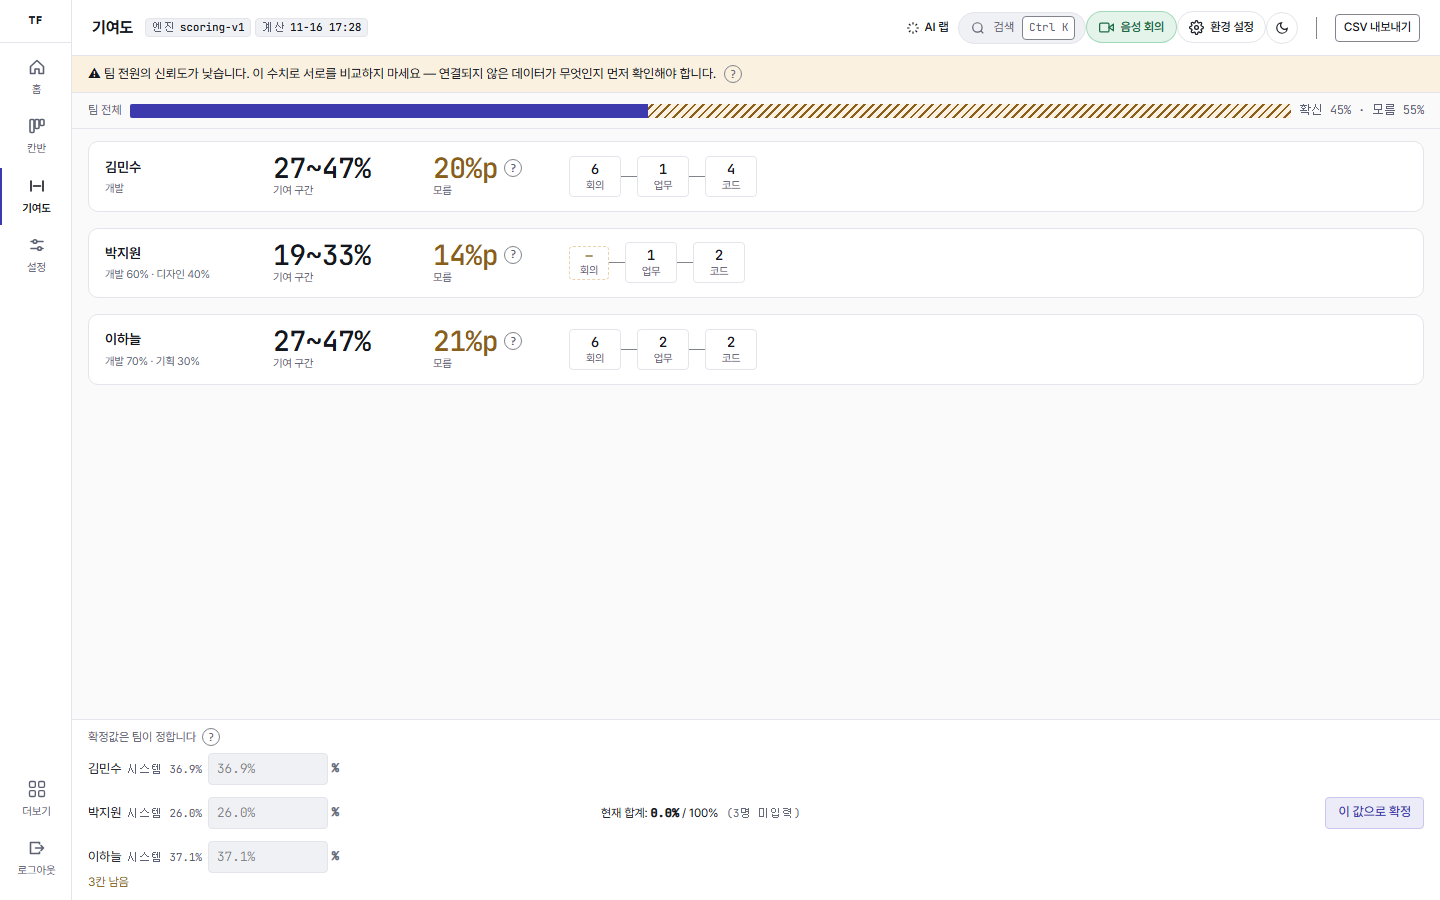 TF
홈
칸반
기여도
설정
더보기
로그아웃
기여도
엔진 scoring-v1
계산 11-16 17:28
AI 랩
검색 Ctrl K
음성 회의
환경 설정
CSV 내보내기
⚠ 팀 전원의 신뢰도가 낮습니다. 이 수치로 서로를 비교하지 마세요 — 연결되지 않은 데이터가 무엇인지 먼저 확인해야 합니다. ?
팀 전체
확신 45% · 모름 55%
김민수
개발
27~47%
기여 구간
20%p ?
모름
6
회의
1
업무
4
코드
박지원
개발 60% · 디자인 40%
19~33%
기여 구간
14%p ?
모름
–
회의
1
업무
2
코드
이하늘
개발 70% · 기획 30%
27~47%
기여 구간
21%p ?
모름
6
회의
2
업무
2
코드
확정값은 팀이 정합니다 ?
김민수 시스템 36.9% 36.9% %
박지원 시스템 26.0% 26.0% %
이하늘 시스템 37.1% 37.1% %
3칸 남음
현재 합계: 0.0% / 100% (3명 미입력)
이 값으로 확정